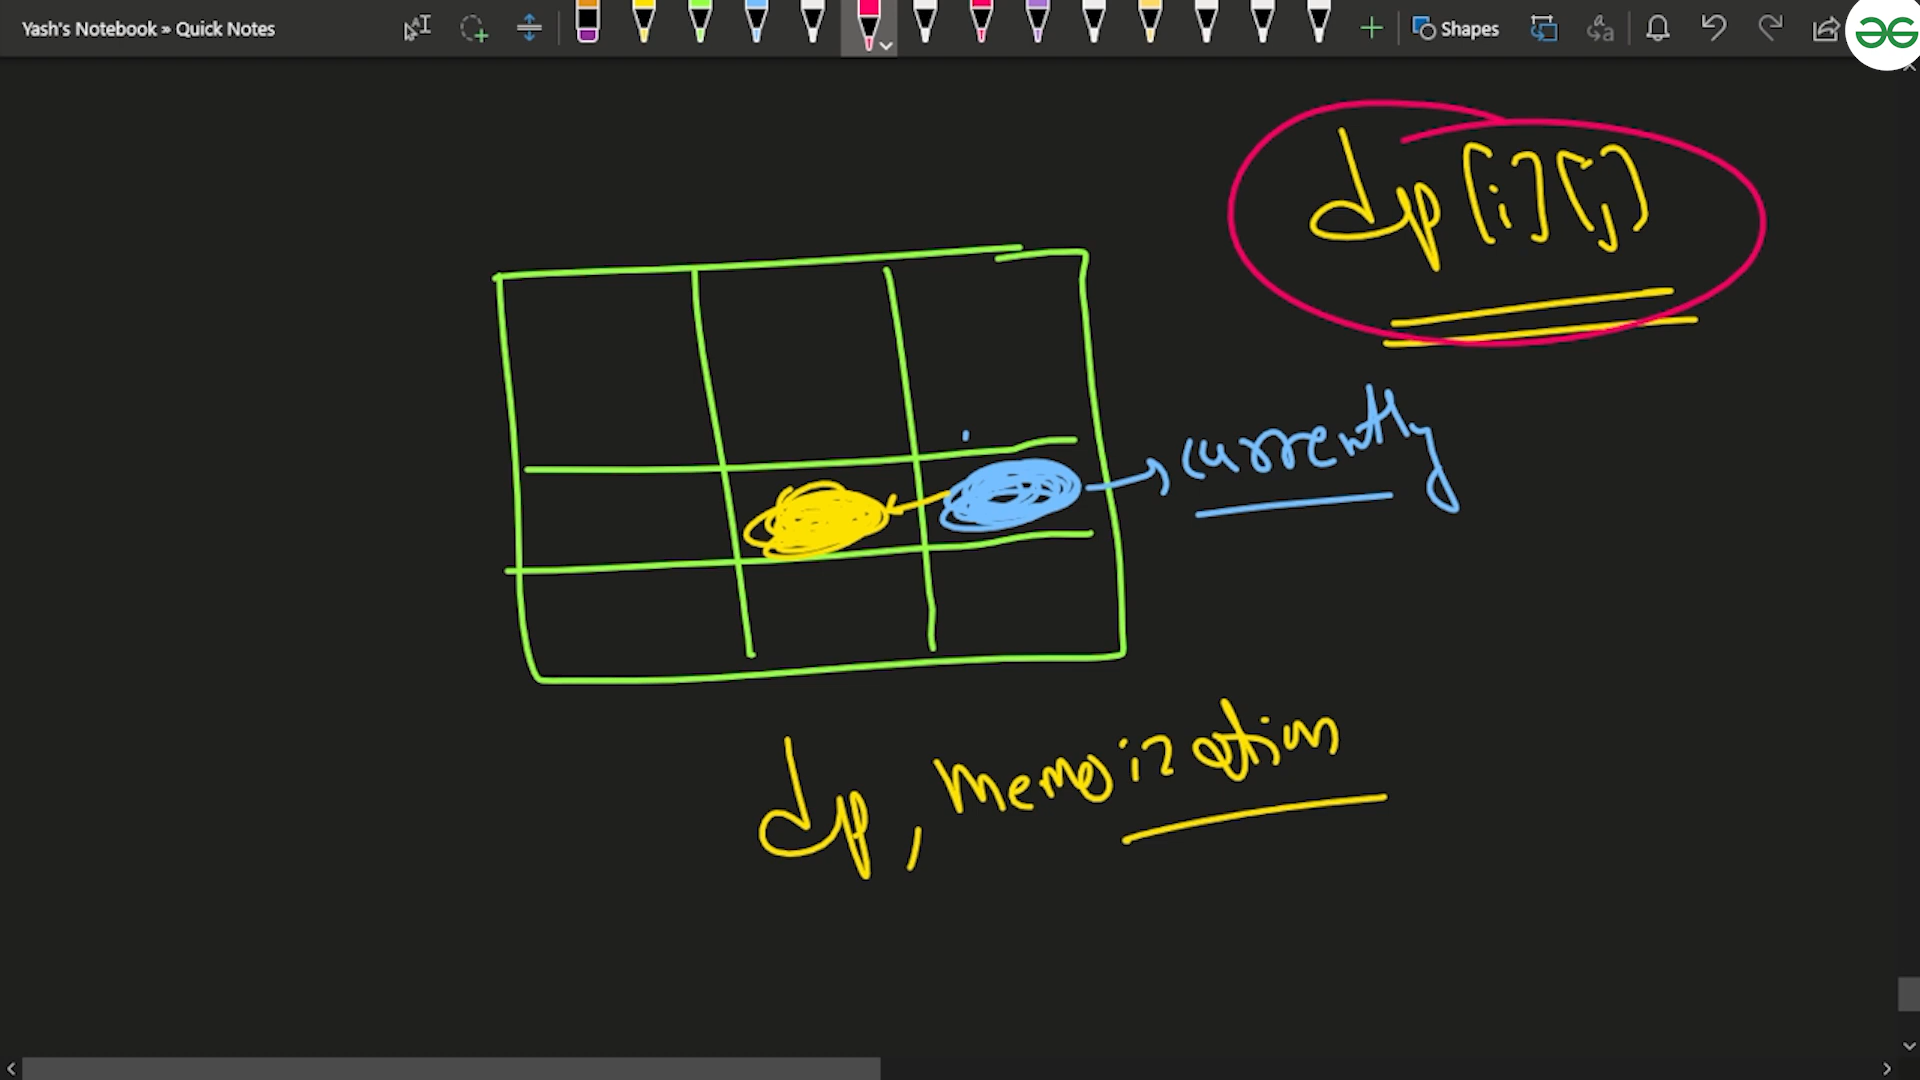 Yash's Notebook » Quick Notes
Shapes
dp[i][j]
currently
dp, memoization